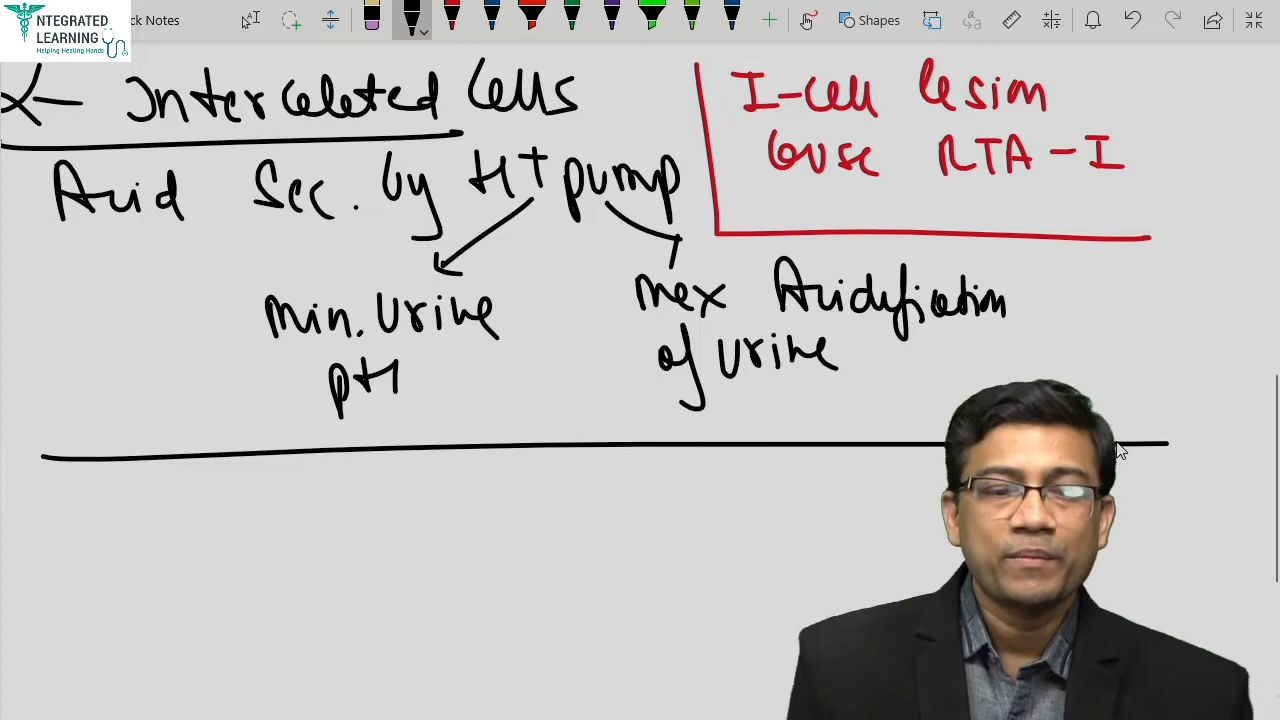 NTEGRATED
LEARNING
Helping Healing Hands
ck Notes
Shapes
α- Intercelated Cells
I-cell lesion
cause RTA-I
Acid Sec. by H+ pump
min. urine
pH
Max Acidification
of urine